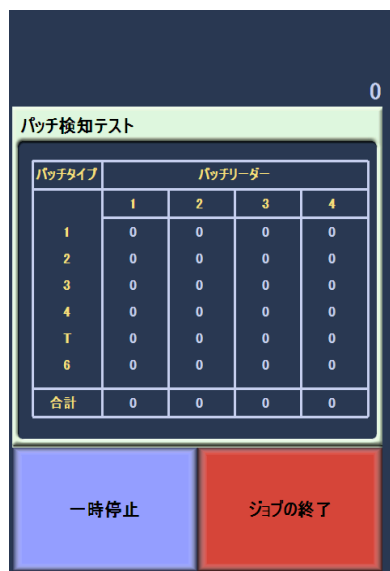 0
パッチ検知テスト
パッチタイプ パッチリーダー
1 2 3 4
1 0 0 0 0
2 0 0 0 0
3 0 0 0 0
4 0 0 0 0
T 0 0 0 0
6 0 0 0 0
合計 0 0 0 0
一時停止 ジョブの終了